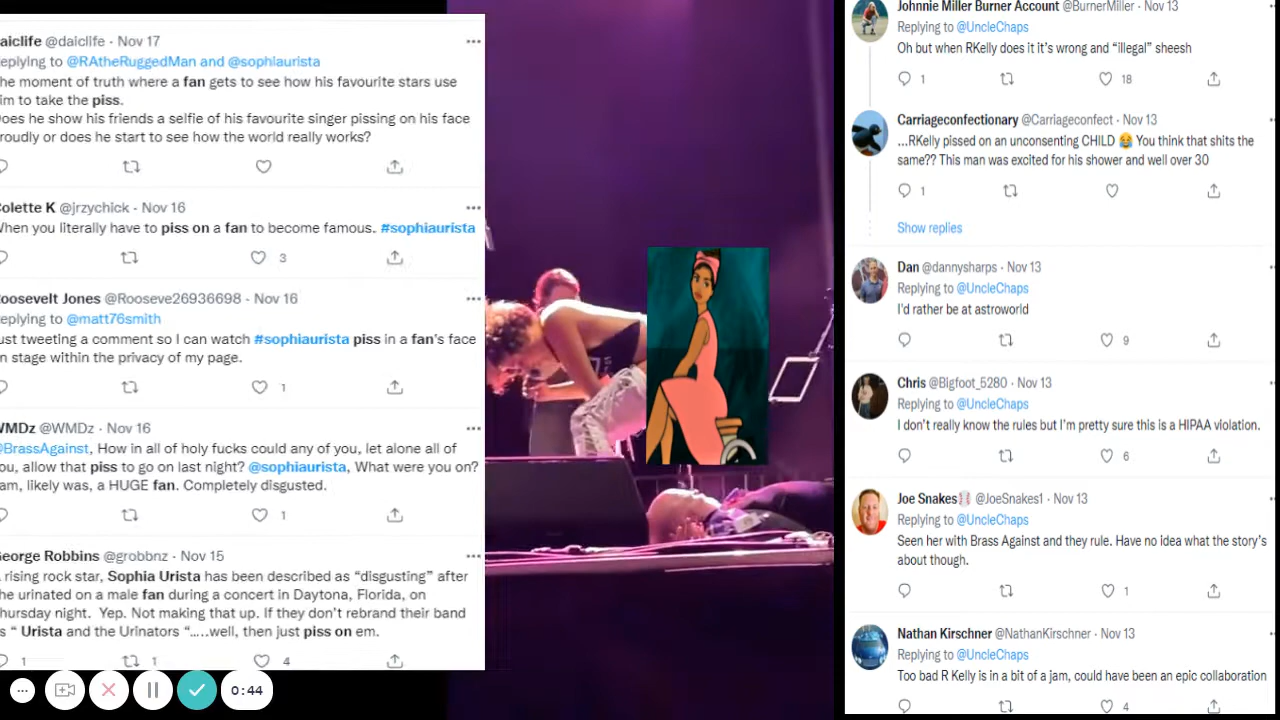 aiclife @daiclife · Nov 17
eplying to @RAtheRuggedMan and @sophiaurista
he moment of truth where a fan gets to see how his favourite stars use
im to take the piss.
oes he show his friends a selfie of his favourite singer pissing on his face
roudly or does he start to see how the world really works?
olette K @jrzychick - Nov 16
hen you literally have to piss on a fan to become famous. #sophiaurista
3
oosevelt Jones @Rooseve26936698 - Nov 16
eplying to @matt76smith
ust tweeting a comment so I can watch #sophiaurista piss in a fan's face
n stage within the privacy of my page.
1
WMDz @WMDz · Nov 16
@BrassAgainst, How in all of holy fucks could any of you, let alone all of
ou, allow that piss to go on last night? @sophiaurista, What were you on?
am, likely was, a HUGE fan. Completely disgusted.
1
George Robbins @grobbnz · Nov 15
rising rock star, Sophia Urista has been described as “disgusting” after
he urinated on a male fan during a concert in Daytona, Florida, on
hursday night. Yep. Not making that up. If they don't rebrand their band
s “ Urista and the Urinators “…..well, then just piss on em.
1 1 4
0:44
Johnnie Miller Burner Account @BurnerMiller · Nov 13
Replying to @UncleChaps
Oh but when RKelly does it it's wrong and “illegal” sheesh
1 18
Carriageconfectionary @Carriageconfect · Nov 13
...RKelly pissed on an unconsenting CHILD 😂 You think that shits the
same?? This man was excited for his shower and well over 30
1
Show replies
Dan @dannysharps · Nov 13
Replying to @UncleChaps
I'd rather be at astroworld
9
Chris @Bigfoot_5280 · Nov 13
Replying to @UncleChaps
I don't really know the rules but I'm pretty sure this is a HIPAA violation.
6
Joe Snakes @JoeSnakes1 · Nov 13
Replying to @UncleChaps
Seen her with Brass Against and they rule. Have no idea what the story's
about though.
1
Nathan Kirschner @NathanKirschner · Nov 13
Replying to @UncleChaps
Too bad R Kelly is in a bit of a jam, could have been an epic collaboration
4